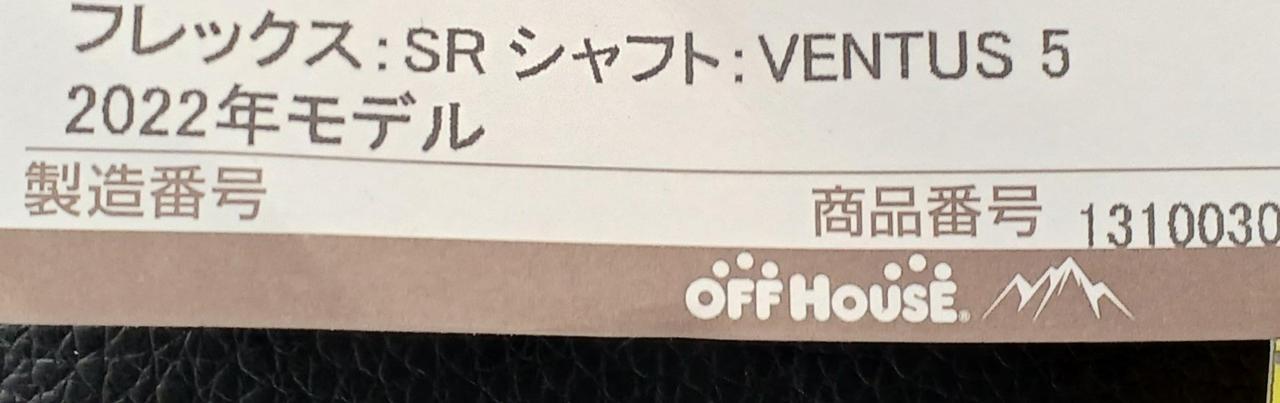 フレックス:SR シャフト:VENTUS 5
2022年モデル
製造番号 商品番号 1310030
OFF HOUSE®